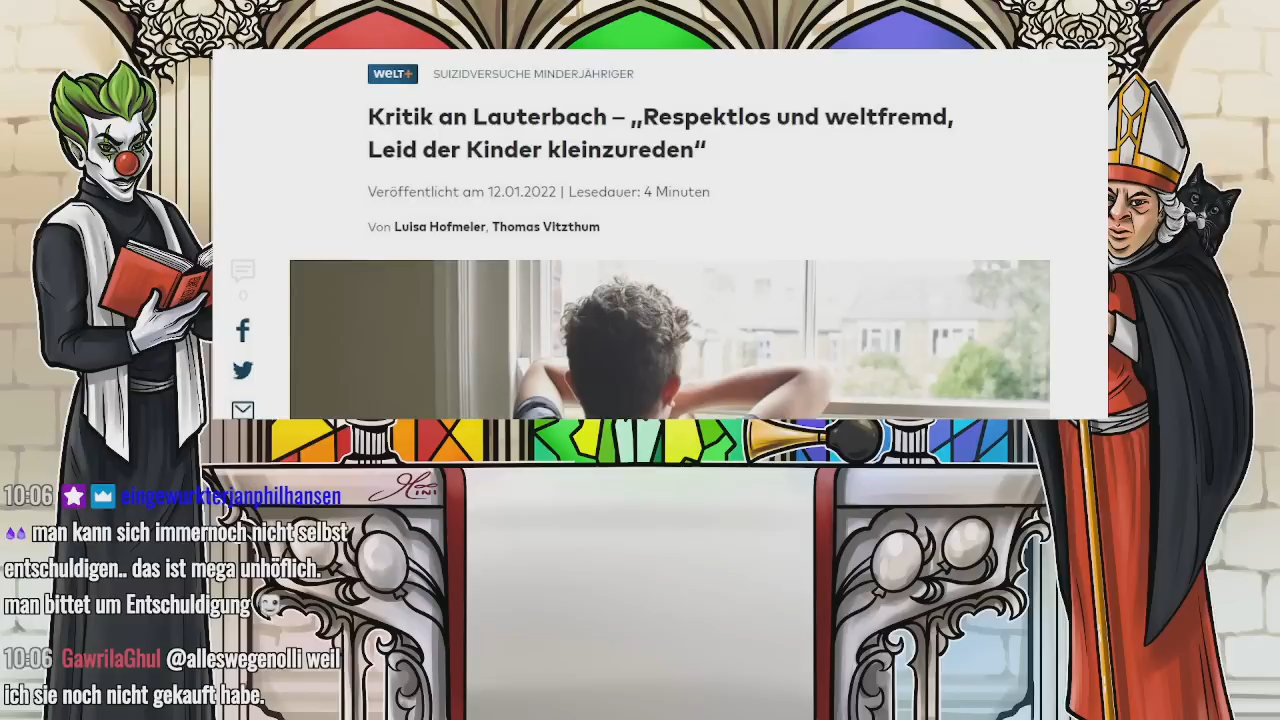 WELT+ SUIZIDVERSUCHE MINDERJÄHRIGER
Kritik an Lauterbach – „Respektlos und weltfremd,
Leid der Kinder kleinzureden“
Veröffentlicht am 12.01.2022 | Lesedauer: 4 Minuten
Von Luisa Hofmeier, Thomas Vitzthum
0
10:06 eingewurkterjanphilhansen
man kann sich immernoch nicht selbst
entschuldigen.. das ist mega unhöflich.
man bittet um Entschuldigung
10:06 GawrilaGhul @alleswegenolli weil
ich sie noch nicht gekauft habe.